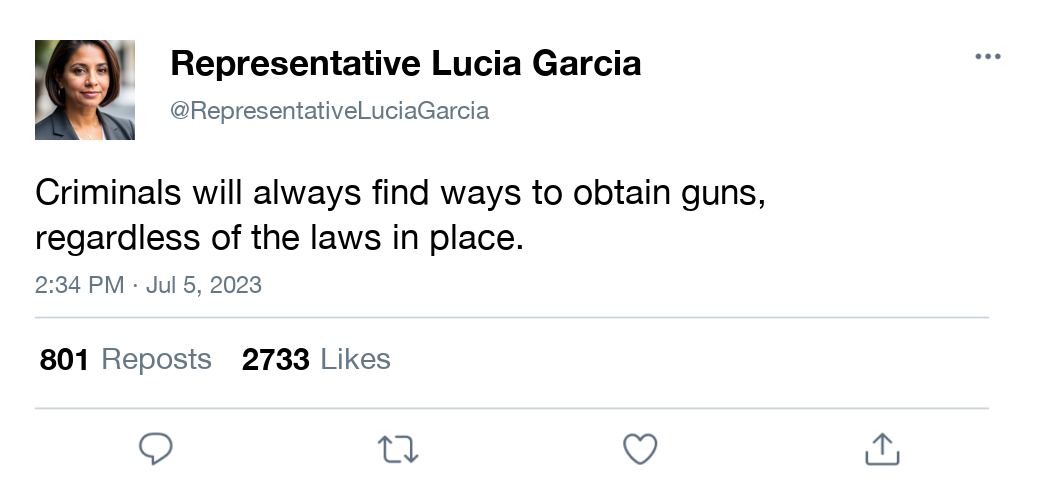 Representative Lucia Garcia
@RepresentativeLuciaGarcia
Criminals will always find ways to obtain guns,
regardless of the laws in place.
2:34 PM · Jul 5, 2023
801 Reposts 2733 Likes